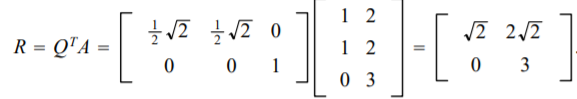 R = Q^T A = [ ½√2 ½√2 0 ; 0 0 1 ] [ 1 2 ; 1 2 ; 0 3 ] = [ √2 2√2 ; 0 3 ].